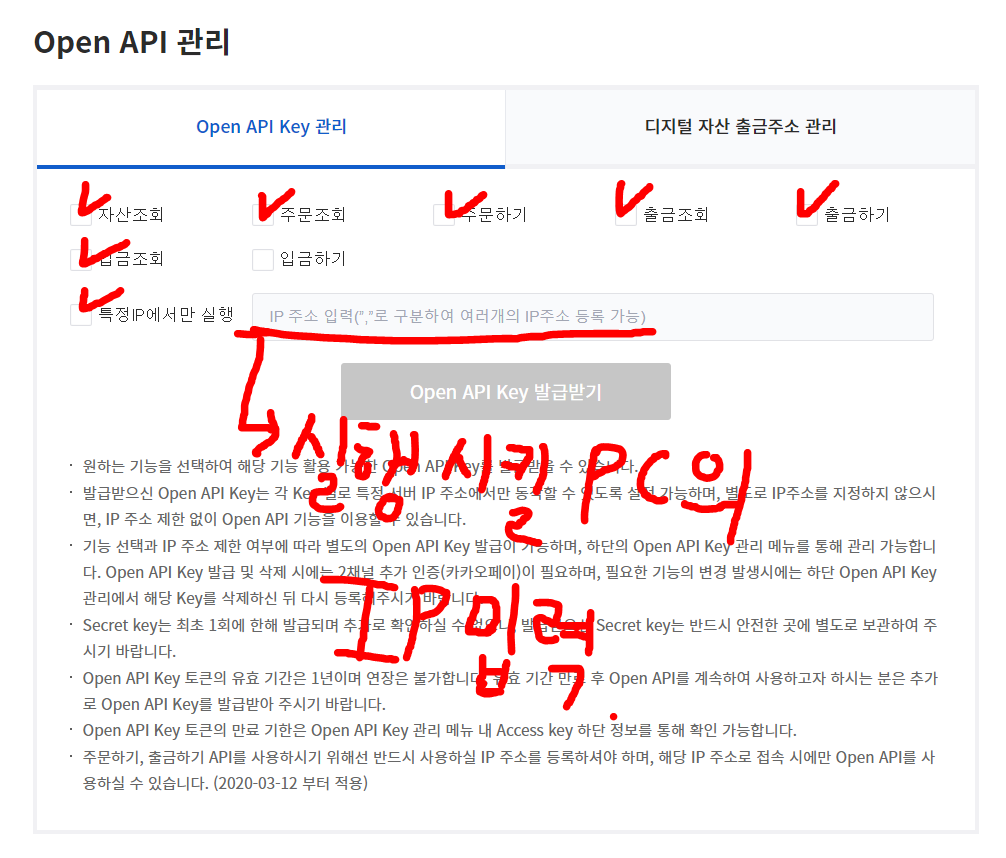 Open API 관리
Open API Key 관리 디지털 자산 출금주소 관리
자산조회 주문조회 주문하기 출금조회 출금하기
입금조회 입금하기
특정IP에서만 실행 IP 주소 입력(”,”로 구분하여 여러개의 IP주소 등록 가능)
Open API Key 발급받기
실행시킬 PC의
IP입력.
· 원하는 기능을 선택하여 해당 기능 활용 가능한 Open API Key를 발급받을 수 있습니다.
· 발급받으신 Open API Key는 각 Key 별로 특정 서버 IP 주소에서만 동작할 수 있도록 설정 가능하며, 별도로 IP주소를 지정하지 않으시
면, IP 주소 제한 없이 Open API 기능을 이용할 수 있습니다.
· 기능 선택과 IP 주소 제한 여부에 따라 별도의 Open API Key 발급이 가능하며, 하단의 Open API Key 관리 메뉴를 통해 관리 가능합니
다. Open API Key 발급 및 삭제 시에는 2채널 추가 인증(카카오페이)이 필요하며, 필요한 기능의 변경 발생시에는 하단 Open API Key
관리에서 해당 Key를 삭제하신 뒤 다시 등록해주시기 바랍니다.
· Secret key는 최초 1회에 한해 발급되며 추가로 확인하실 수 없으니 발급받으신 Secret key는 반드시 안전한 곳에 별도로 보관하여 주
시기 바랍니다.
· Open API Key 토큰의 유효 기간은 1년이며 연장은 불가합니다. 유효 기간 만료 후 Open API를 계속하여 사용하고자 하시는 분은 추가
로 Open API Key를 발급받아 주시기 바랍니다.
· Open API Key 토큰의 만료 기한은 Open API Key 관리 메뉴 내 Access key 하단 정보를 통해 확인 가능합니다.
· 주문하기, 출금하기 API를 사용하시기 위해선 반드시 사용하실 IP 주소를 등록하셔야 하며, 해당 IP 주소로 접속 시에만 Open API를 사
용하실 수 있습니다. (2020-03-12 부터 적용)